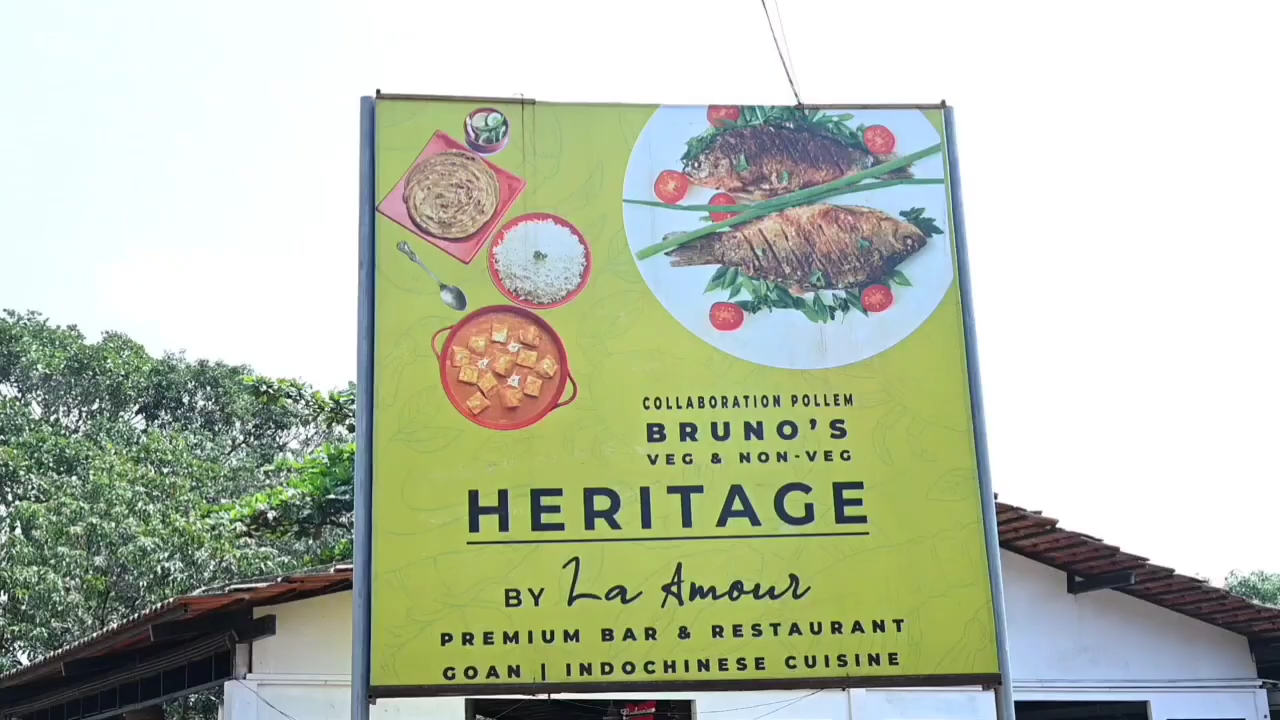 COLLABORATION POLLEM
BRUNO'S
VEG & NON-VEG
HERITAGE
BY La Amour
PREMIUM BAR & RESTAURANT
GOAN | INDOCHINESE CUISINE